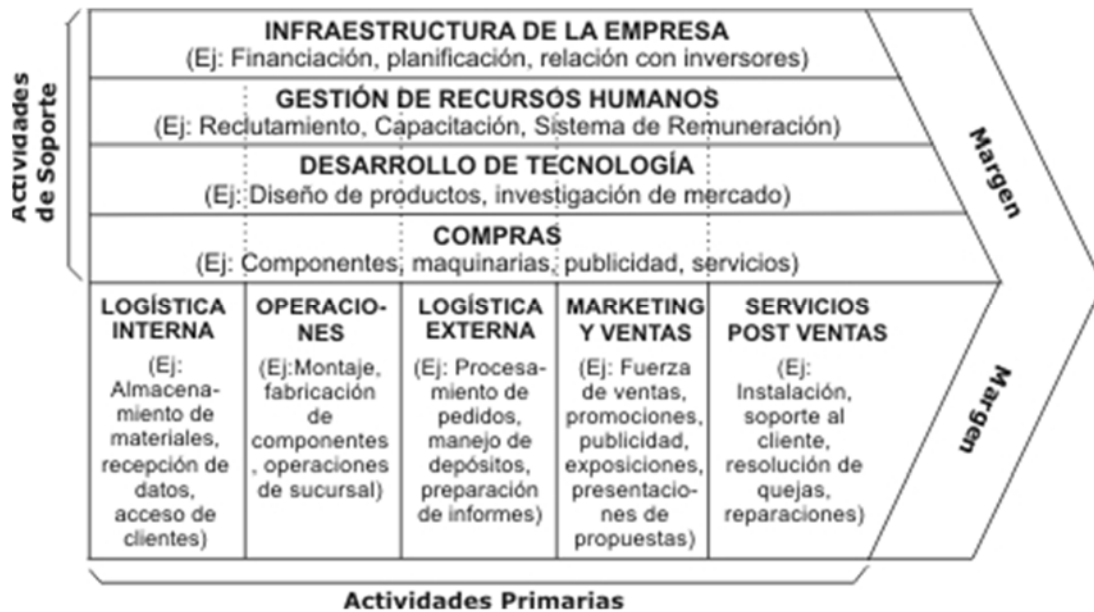 Actividades
de Soporte
INFRAESTRUCTURA DE LA EMPRESA
(Ej: Financiación, planificación, relación con inversores)
GESTIÓN DE RECURSOS HUMANOS
(Ej: Reclutamiento, Capacitación, Sistema de Remuneración)
DESARROLLO DE TECNOLOGÍA
(Ej: Diseño de productos, investigación de mercado)
COMPRAS
(Ej: Componentes, maquinarias, publicidad, servicios)
LOGÍSTICA
INTERNA
(Ej:
Almacena-
miento de
materiales,
recepción de
datos,
acceso de
clientes)
OPERACIO-
NES
(Ej:Montaje,
fabricación
de
componentes
, operaciones
de sucursal)
LOGÍSTICA
EXTERNA
(Ej: Procesa-
miento de
pedidos,
manejo de
depósitos,
preparación
de informes)
MARKETING
Y VENTAS
(Ej: Fuerza
de ventas,
promociones,
publicidad,
exposiciones,
presentacio-
nes de
propuestas)
SERVICIOS
POST VENTAS
(Ej:
Instalación,
soporte al
cliente,
resolución de
quejas,
reparaciones)
Margen
Margen
Actividades Primarias